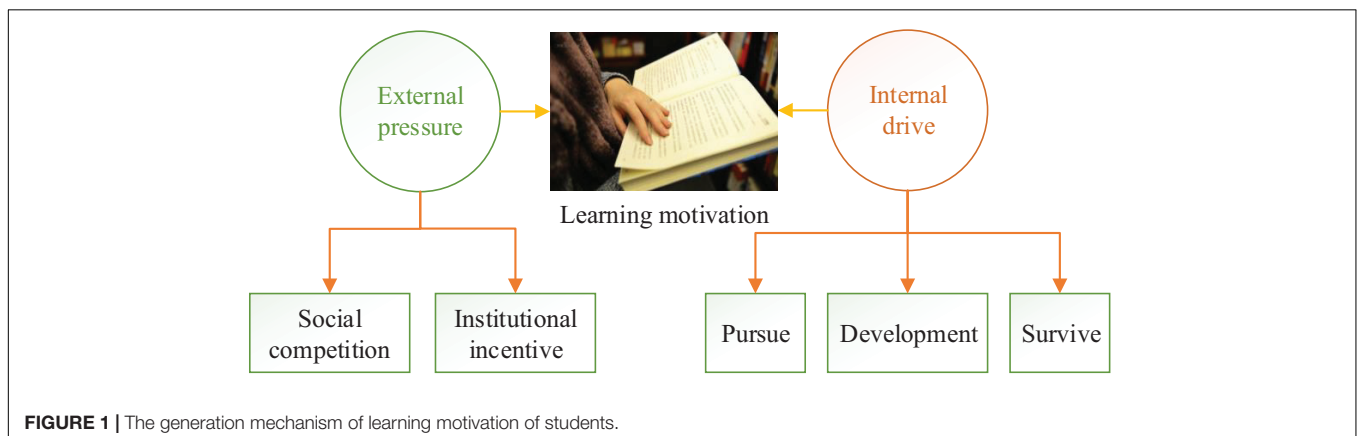 External
pressure
Internal
drive
Learning motivation
Social
competition
Institutional
incentive
Pursue
Development
Survive
FIGURE 1 | The generation mechanism of learning motivation of students.